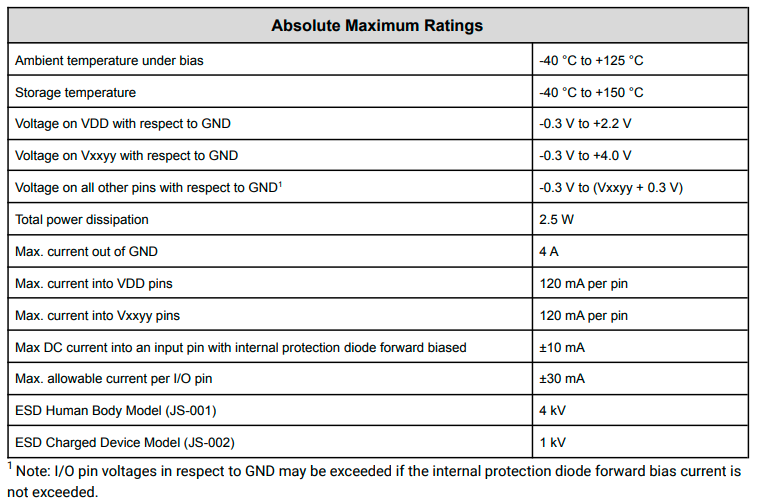 Absolute Maximum Ratings
Ambient temperature under bias -40 °C to +125 °C
Storage temperature -40 °C to +150 °C
Voltage on VDD with respect to GND -0.3 V to +2.2 V
Voltage on Vxxyy with respect to GND -0.3 V to +4.0 V
Voltage on all other pins with respect to GND¹ -0.3 V to (Vxxyy + 0.3 V)
Total power dissipation 2.5 W
Max. current out of GND 4 A
Max. current into VDD pins 120 mA per pin
Max. current into Vxxyy pins 120 mA per pin
Max DC current into an input pin with internal protection diode forward biased ±10 mA
Max. allowable current per I/O pin ±30 mA
ESD Human Body Model (JS-001) 4 kV
ESD Charged Device Model (JS-002) 1 kV
¹ Note: I/O pin voltages in respect to GND may be exceeded if the internal protection diode forward bias current is
not exceeded.